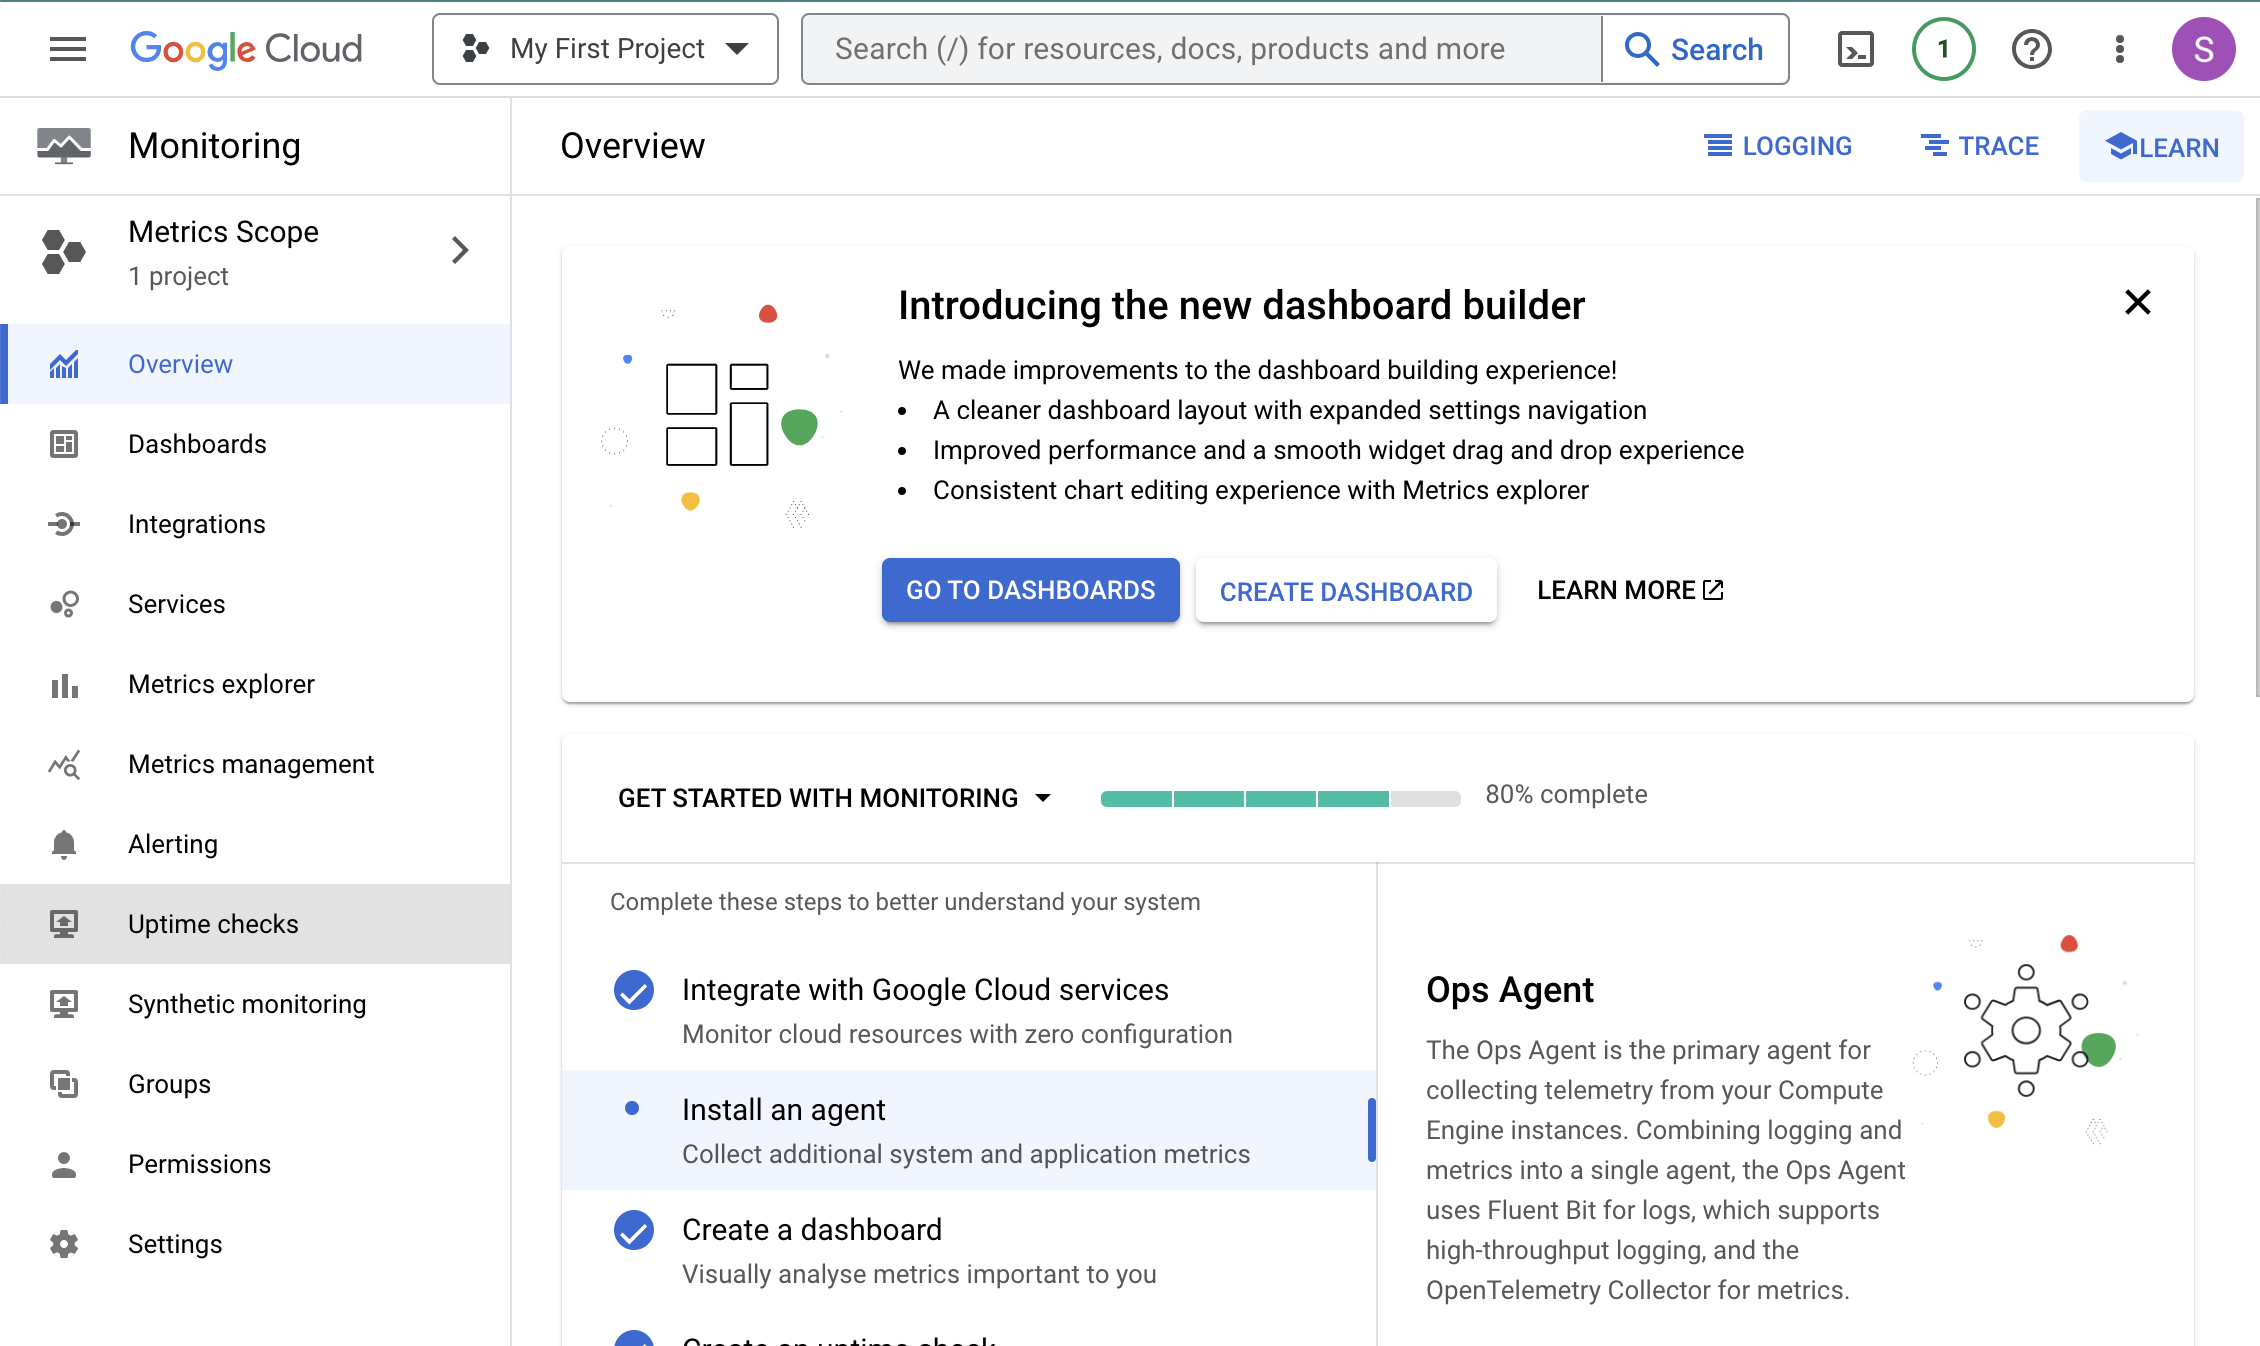 Google Cloud
My First Project
Search (/) for resources, docs, products and more
Search
1
S
Monitoring
Overview
LOGGING
TRACE
LEARN
Metrics Scope
1 project
Overview
Dashboards
Integrations
Services
Metrics explorer
Metrics management
Alerting
Uptime checks
Synthetic monitoring
Groups
Permissions
Settings
Introducing the new dashboard builder
We made improvements to the dashboard building experience!
• A cleaner dashboard layout with expanded settings navigation
• Improved performance and a smooth widget drag and drop experience
• Consistent chart editing experience with Metrics explorer
GO TO DASHBOARDS
CREATE DASHBOARD
LEARN MORE
GET STARTED WITH MONITORING
80% complete
Complete these steps to better understand your system
Integrate with Google Cloud services
Monitor cloud resources with zero configuration
Install an agent
Collect additional system and application metrics
Create a dashboard
Visually analyse metrics important to you
Create an uptime check
Ops Agent
The Ops Agent is the primary agent for
collecting telemetry from your Compute
Engine instances. Combining logging and
metrics into a single agent, the Ops Agent
uses Fluent Bit for logs, which supports
high-throughput logging, and the
OpenTelemetry Collector for metrics.